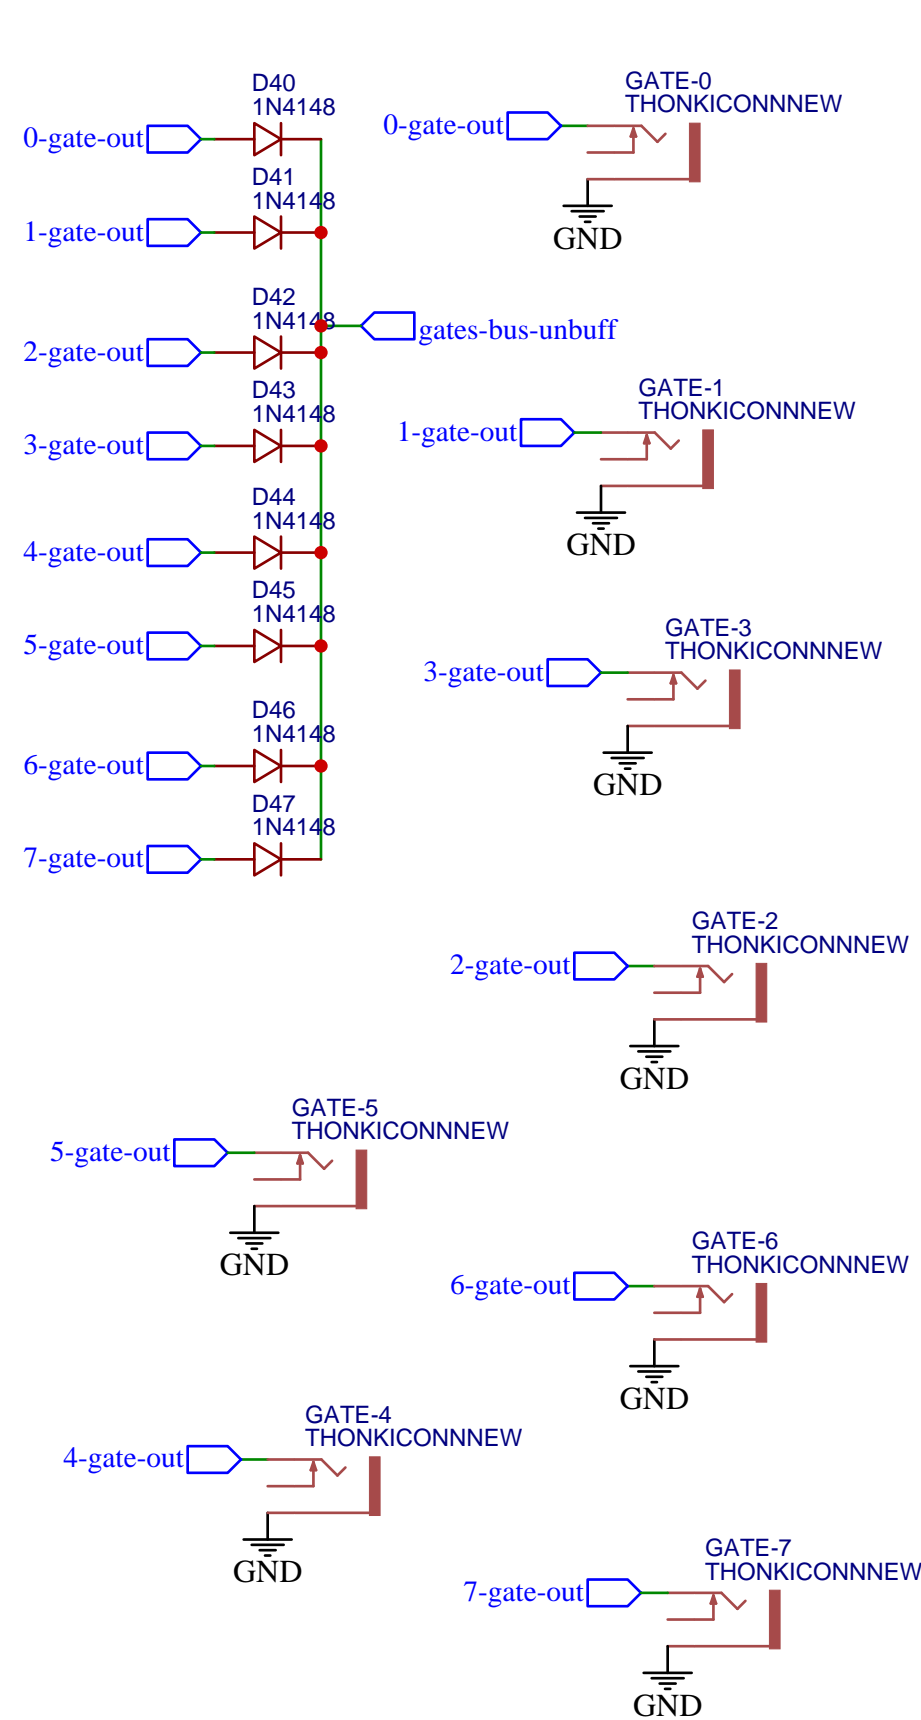 D40
1N4148
0-gate-out
D41
1N4148
1-gate-out
D42
1N4148
2-gate-out
gates-bus-unbuff
D43
1N4148
3-gate-out
D44
1N4148
4-gate-out
D45
1N4148
5-gate-out
D46
1N4148
6-gate-out
D47
1N4148
7-gate-out
GATE-0
THONKICONNNEW
0-gate-out
GND
GATE-1
THONKICONNNEW
1-gate-out
GND
GATE-3
THONKICONNNEW
3-gate-out
GND
GATE-2
THONKICONNNEW
2-gate-out
GND
GATE-5
THONKICONNNEW
5-gate-out
GND
GATE-6
THONKICONNNEW
6-gate-out
GND
GATE-4
THONKICONNNEW
4-gate-out
GND
GATE-7
THONKICONNNEW
7-gate-out
GND